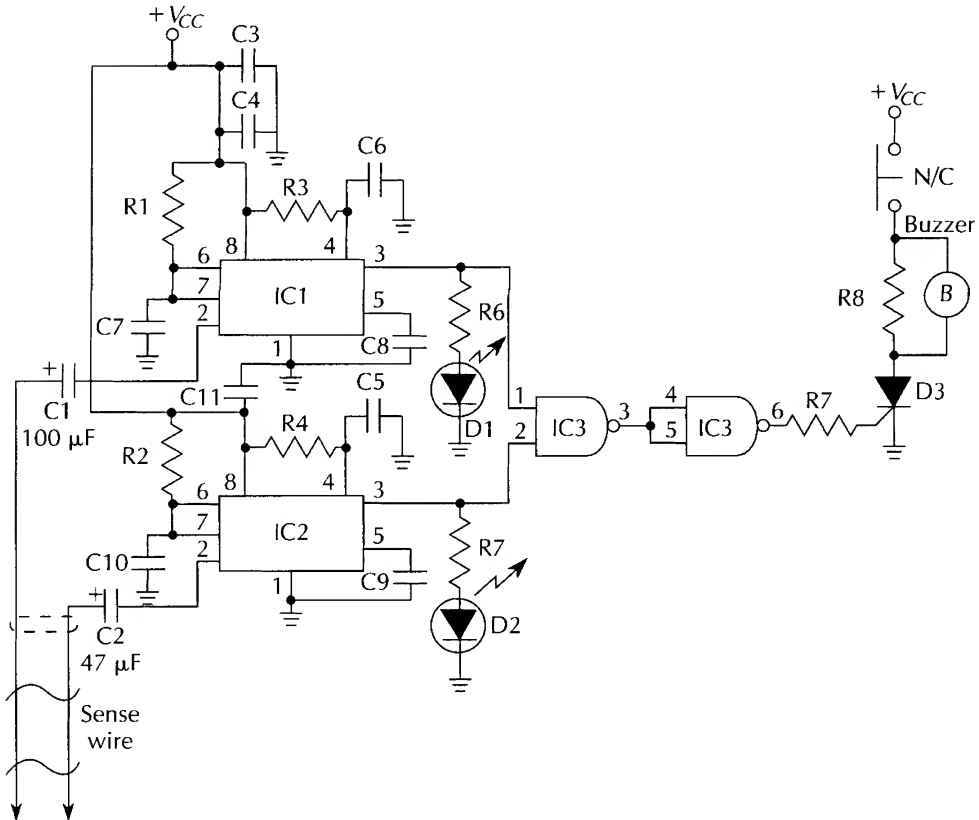 +VCC
C3
C4
C6
R1
R3
8
4
6
7
2
IC1
3
5
1
C7
C8
R6
D1
+
C1
100 μF
C11
C5
R2
R4
8
4
6
7
2
IC2
3
5
1
C10
C9
R7
D2
+
C2
47 μF
Sense
wire
1
2
IC3
3
4
5
IC3
6
R7
+VCC
N/C
Buzzer
R8
B
D3